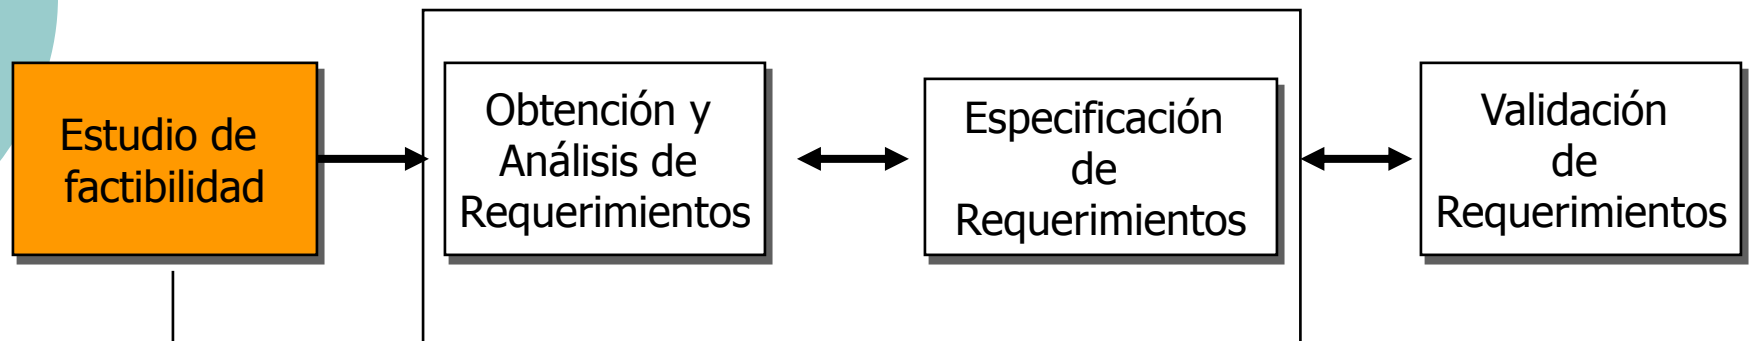 Estudio de
factibilidad
Obtención y
Análisis de
Requerimientos
Especificación
de
Requerimientos
Validación
de
Requerimientos